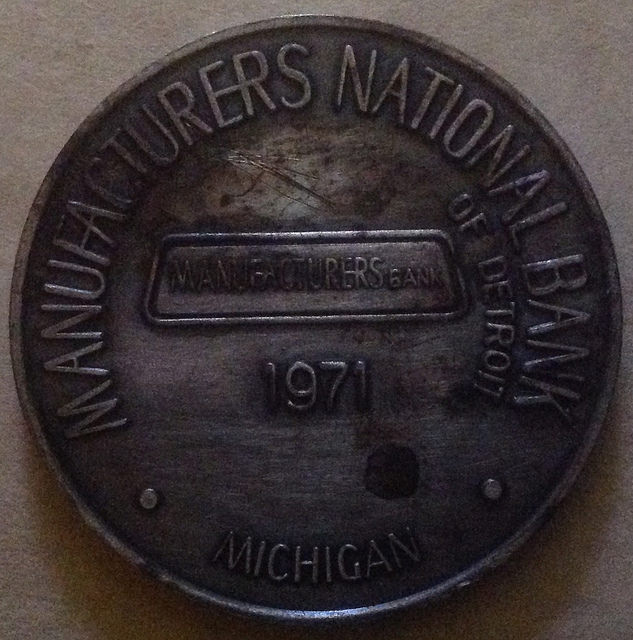 MANUFACTURERS NATIONAL BANK
OF DETROIT
MANUFACTURERS BANK
1971
MICHIGAN